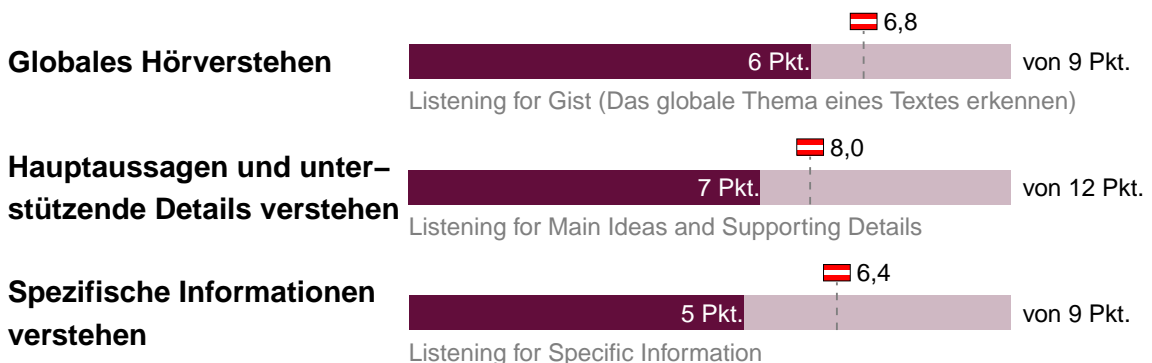 6,8
Globales Hörverstehen 6 Pkt. von 9 Pkt.
Listening for Gist (Das globale Thema eines Textes erkennen)
8,0
Hauptaussagen und unter–
stützende Details verstehen 7 Pkt. von 12 Pkt.
Listening for Main Ideas and Supporting Details
6,4
Spezifische Informationen
verstehen 5 Pkt. von 9 Pkt.
Listening for Specific Information